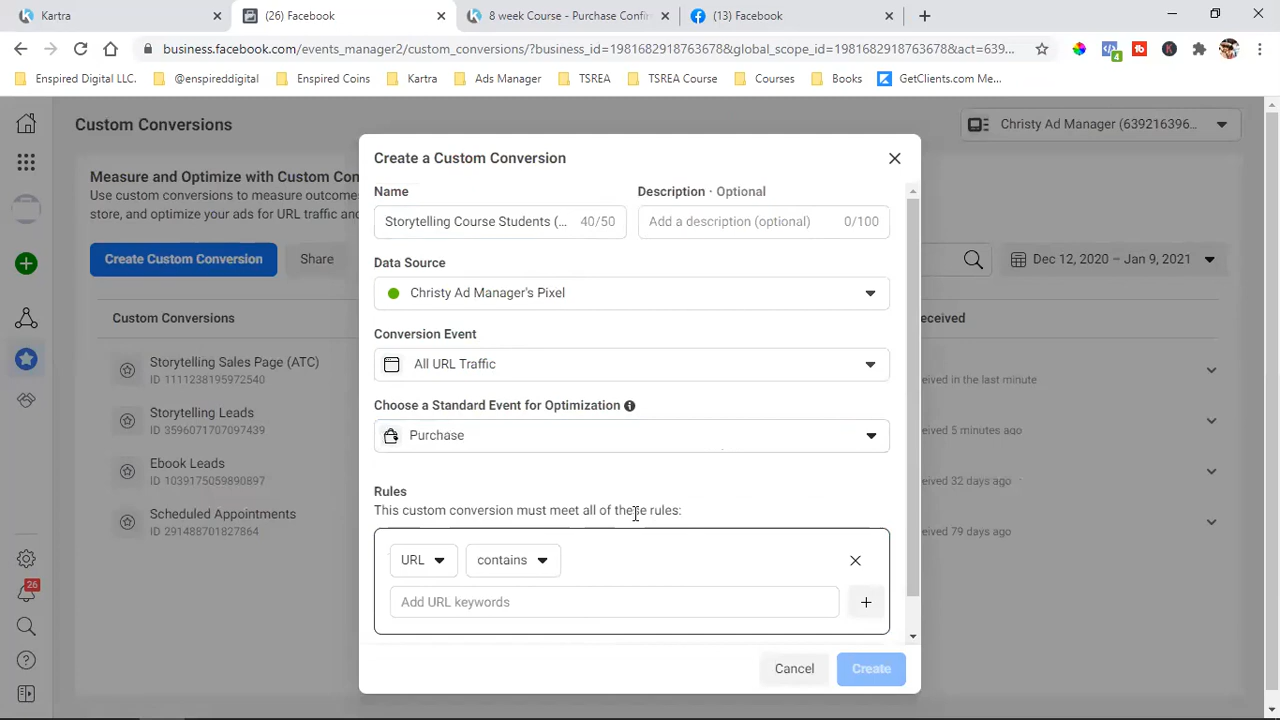 Kartra
(26) Facebook
8 week Course - Purchase Confir
(13) Facebook
business.facebook.com/events_manager2/custom_conversions/?business_id=19816829187636788&global_scope_id=19816829187636788&act=639...
4
Enspired Digital LLC.
@enspireddigital
Enspired Coins
Kartra
Ads Manager
TSREA
TSREA Course
Courses
Books
GetClients.com Me...
Custom Conversions
Christy Ad Manager (639216396...
Measure and Optimize with Custom Con
Use custom conversions to measure outcomes
store, and optimize your ads for URL traffic and
Create Custom Conversion
Share
Dec 12, 2020 – Jan 9, 2021
Custom Conversions
eceived
Storytelling Sales Page (ATC)
ID 1111238195972540
eived in the last minute
Storytelling Leads
ID 3596071707097439
eived 5 minutes ago
Ebook Leads
ID 1039175059890897
eived 32 days ago
Scheduled Appointments
ID 291488701827864
eived 79 days ago
26
Create a Custom Conversion
Name
Description · Optional
Storytelling Course Students (... 40/50
Add a description (optional) 0/100
Data Source
Christy Ad Manager's Pixel
Conversion Event
All URL Traffic
Choose a Standard Event for Optimization
Purchase
Rules
This custom conversion must meet all of these rules:
URL
contains
Add URL keywords
Cancel
Create